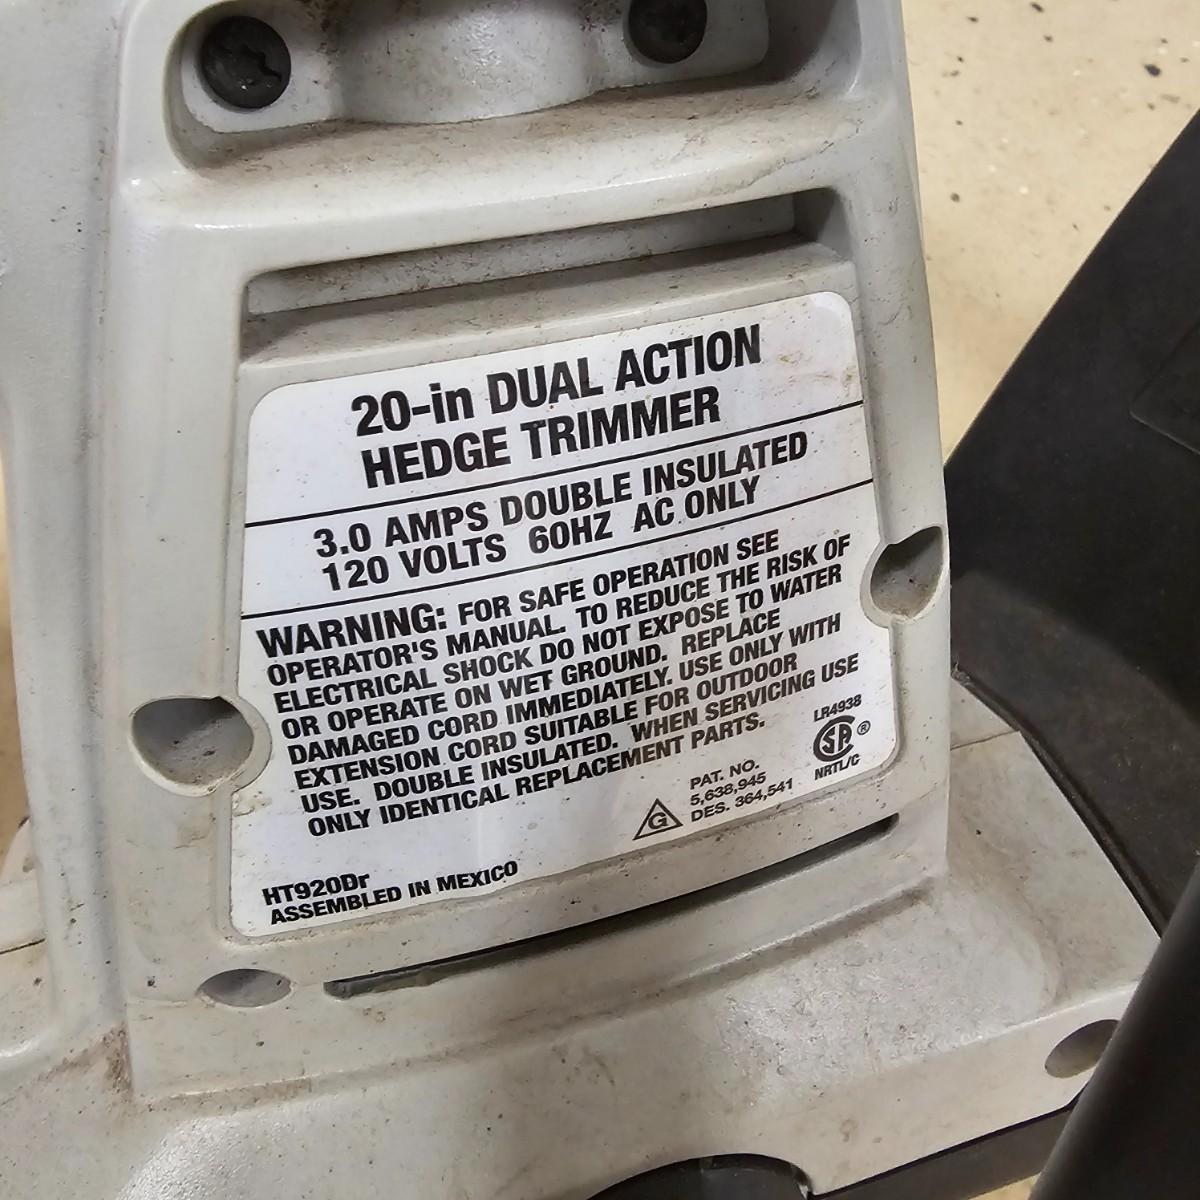 20-in DUAL ACTION
HEDGE TRIMMER
3.0 AMPS DOUBLE INSULATED
120 VOLTS 60HZ AC ONLY
WARNING: FOR SAFE OPERATION SEE
OPERATOR'S MANUAL. TO REDUCE THE RISK OF
ELECTRICAL SHOCK DO NOT EXPOSE TO WATER
OR OPERATE ON WET GROUND. REPLACE
DAMAGED CORD IMMEDIATELY. USE ONLY WITH
EXTENSION CORD SUITABLE FOR OUTDOOR
USE. DOUBLE INSULATED. WHEN SERVICING USE
ONLY IDENTICAL REPLACEMENT PARTS.
LR4938
SA ®
NRTL/C
G
PAT. NO.
5,638,945
DES. 364,541
HT920Dr
ASSEMBLED IN MEXICO